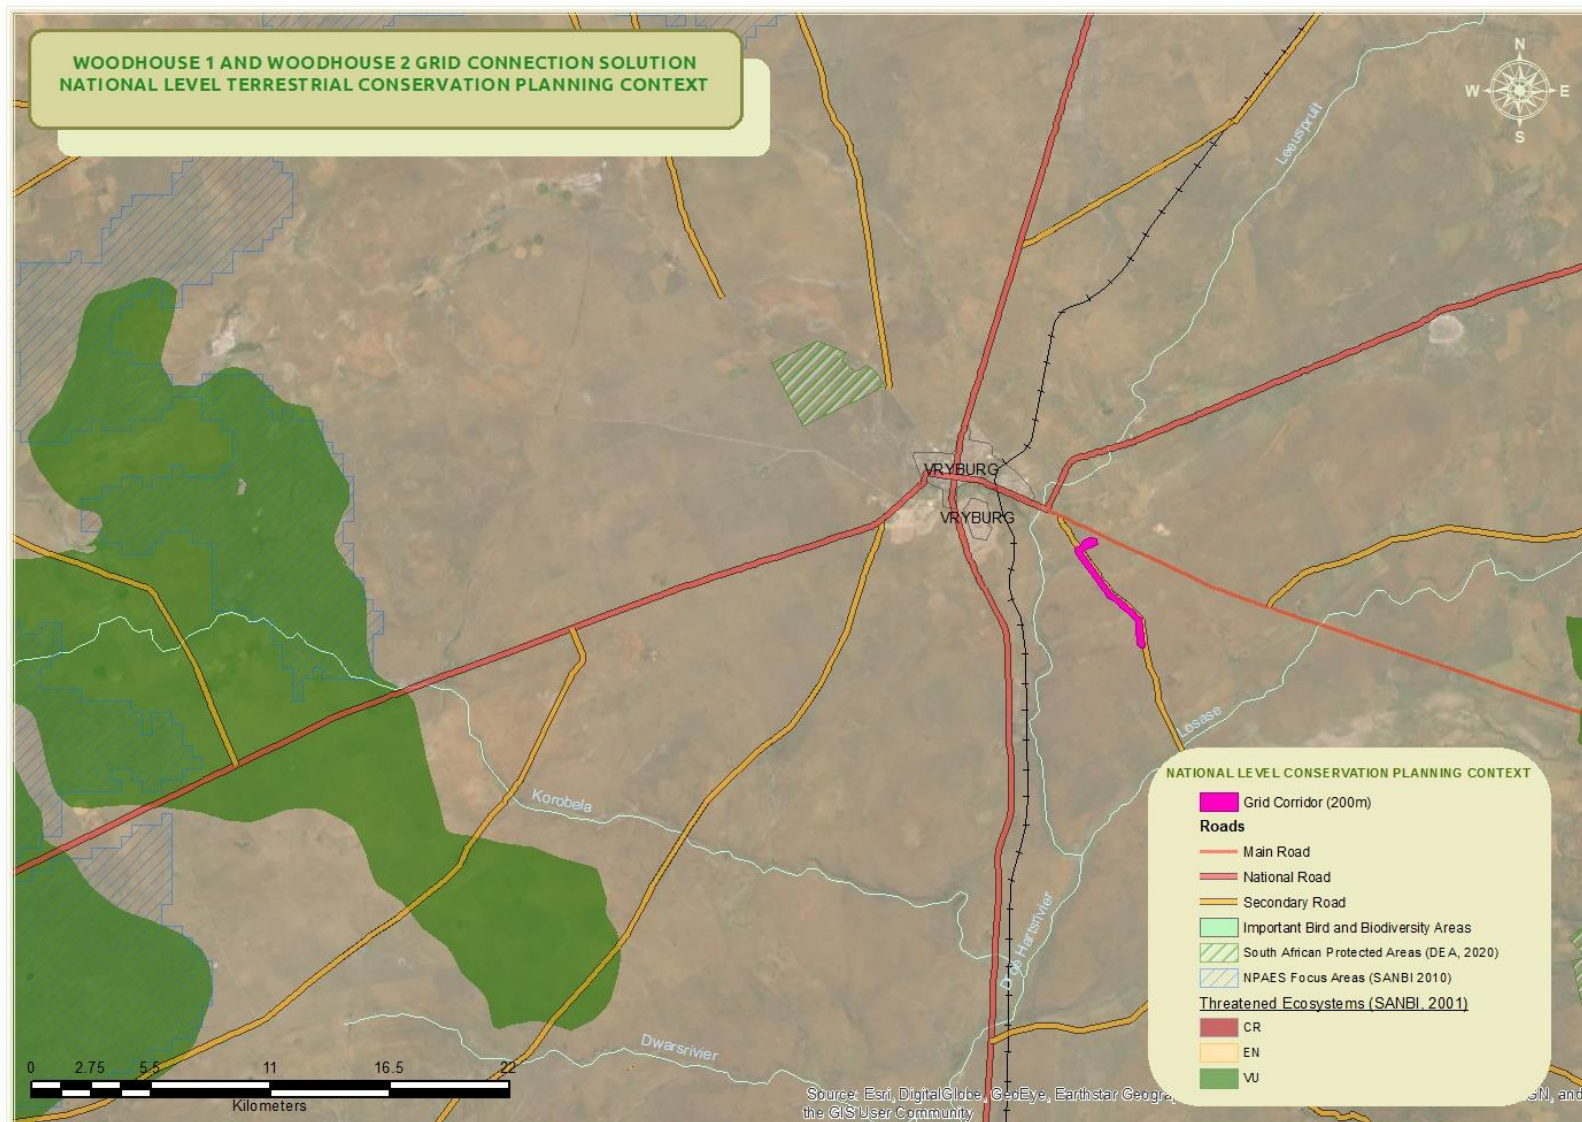 WOODHOUSE 1 AND WOODHOUSE 2 GRID CONNECTION SOLUTION
NATIONAL LEVEL TERRESTRIAL CONSERVATION PLANNING CONTEXT
N
W E
S
Leeuspruit
VRYBURG
VRYBURG
Losase
Korobela
Droë Hartsrivier
Dwarsrivier
NATIONAL LEVEL CONSERVATION PLANNING CONTEXT
Grid Corridor (200m)
Roads
Main Road
National Road
Secondary Road
Important Bird and Biodiversity Areas
South African Protected Areas (DEA, 2020)
NPAES Focus Areas (SANBI 2010)
Threatened Ecosystems (SANBI, 2001)
CR
EN
VU
0 2.75 5.5 11 16.5 22
Kilometers
Source: Esri, DigitalGlobe, GeoEye, Earthstar Geogra GN, and
the GIS User Community